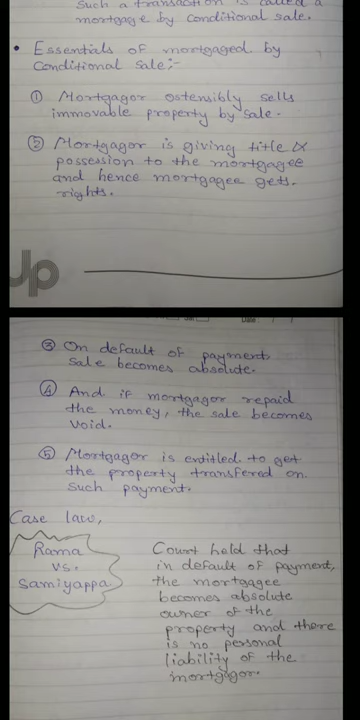 Such a transaction is called a
mortgage by conditional sale.
• Essentials of mortgaged by
Conditional Sale:-
① Mortgagor ostensibly sells
immovable property by sale.
② Mortgagor is giving title &
possession to the mortgagee
and hence mortgagee gets
rights.
Up
③ On default of payment
Sale becomes absolute.
④ And if mortgagor repaid
the money, the sale becomes
void.
⑤ Mortgagor is entitled to get
the property transferred on
such payment.
Case law,
Rama
vs.
Samiyappa
Court held that
in default of payment,
the mortgagee
becomes absolute
owner of the
property and there
is no personal
liability of the
mortgagor.